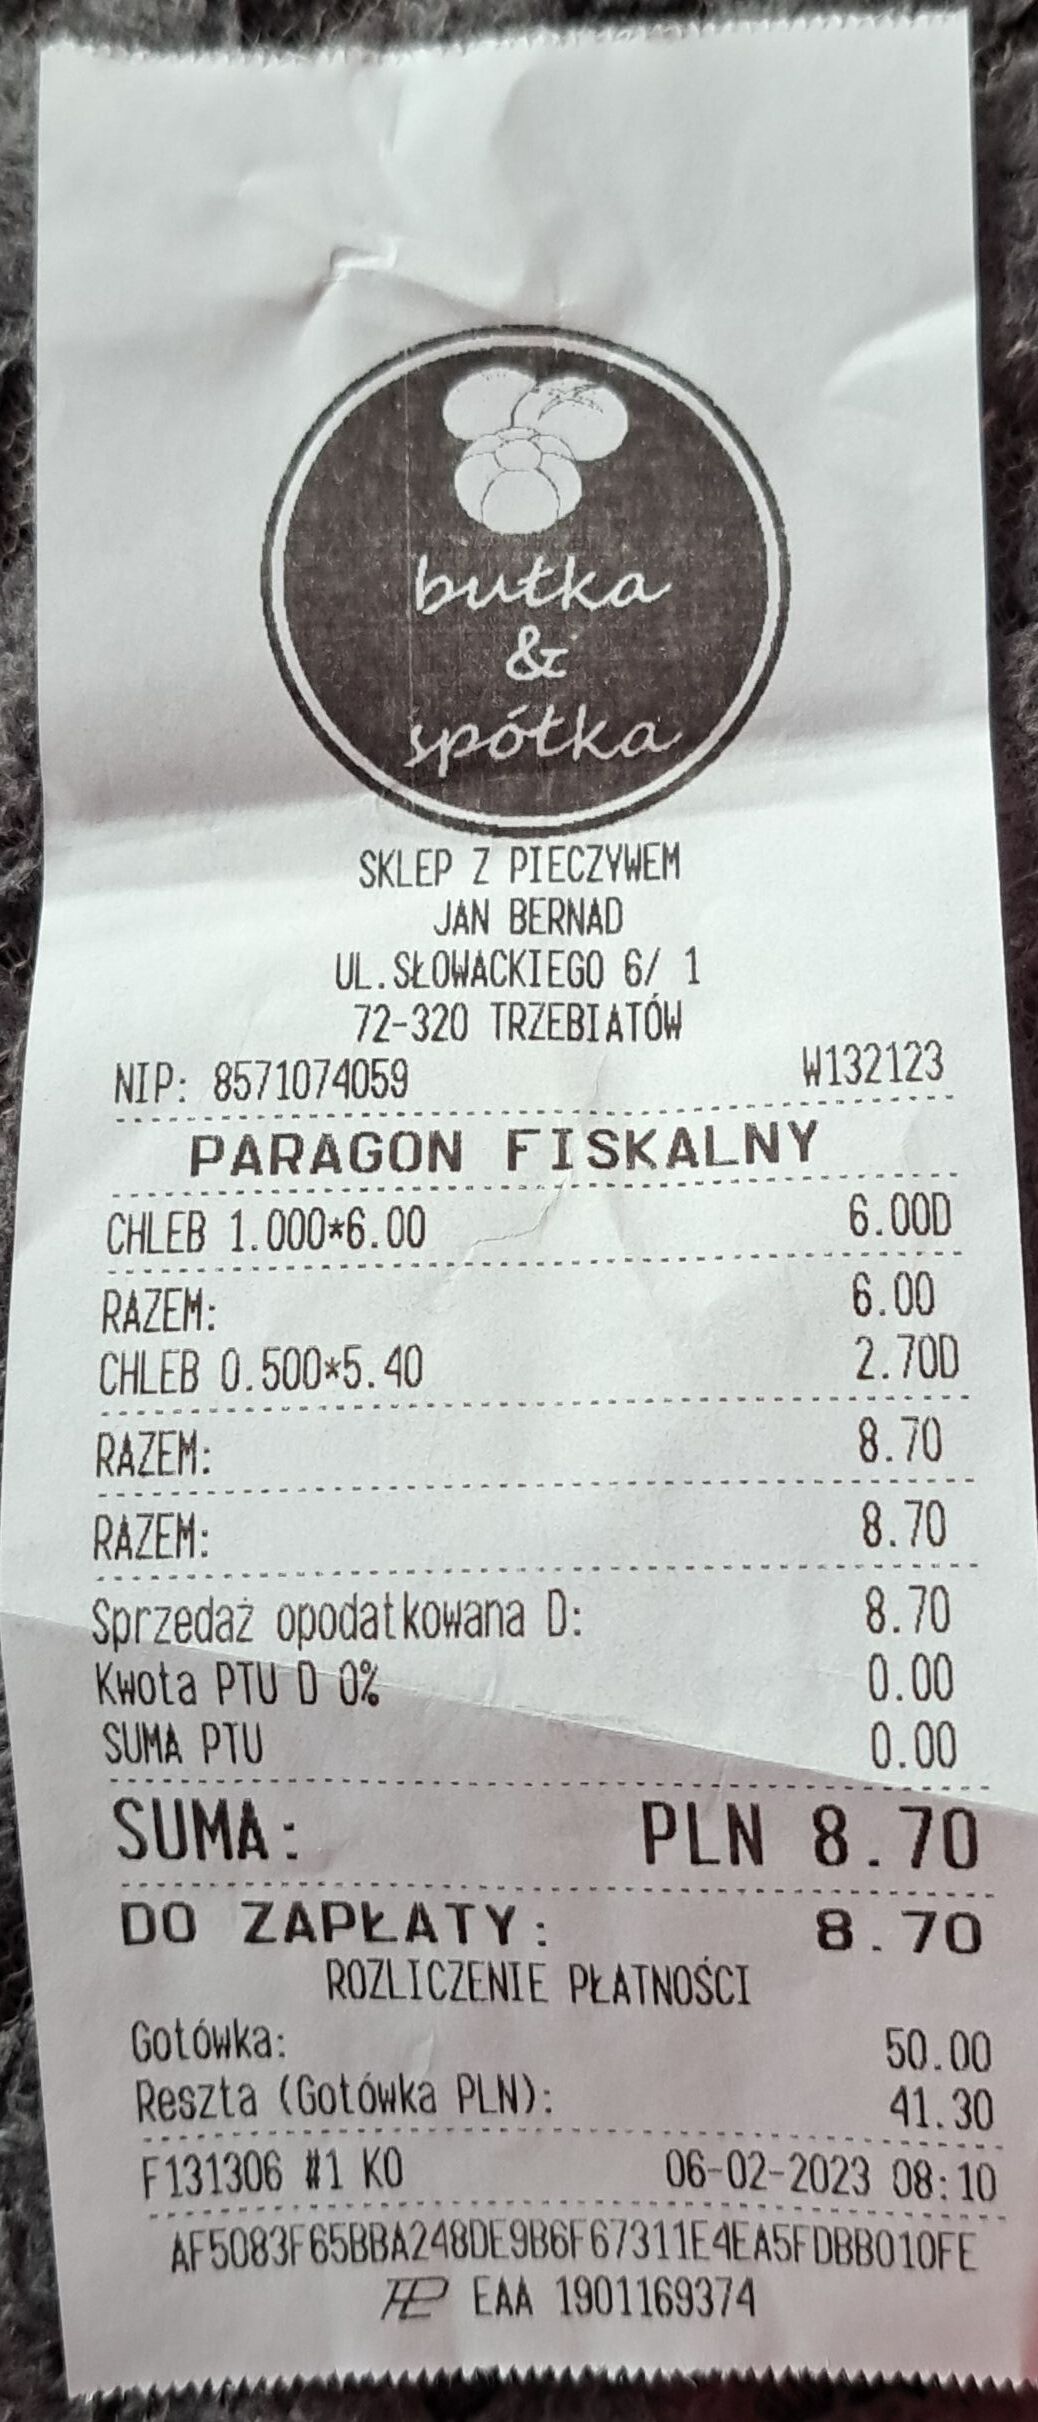 bułka
&
spółka
SKLEP Z PIECZYWEM
JAN BERNAD
UL.SŁOWACKIEGO 6/ 1
72-320 TRZEBIATÓW
NIP: 8571074059 W132123
PARAGON FISKALNY
CHLEB 1.000*6.00 6.00D
RAZEM: 6.00
CHLEB 0.500*5.40 2.70D
RAZEM: 8.70
RAZEM: 8.70
Sprzedaż opodatkowana D: 8.70
Kwota PTU D 0% 0.00
SUMA PTU 0.00
SUMA: PLN 8.70
DO ZAPŁATY: 8.70
ROZLICZENIE PŁATNOŚCI
Gotówka: 50.00
Reszta (Gotówka PLN): 41.30
F131306 #1 KO 06-02-2023 08:10
AF5083F65BBA248DE9B6F67311E4EA5FDBB010FE
EAA 1901169374